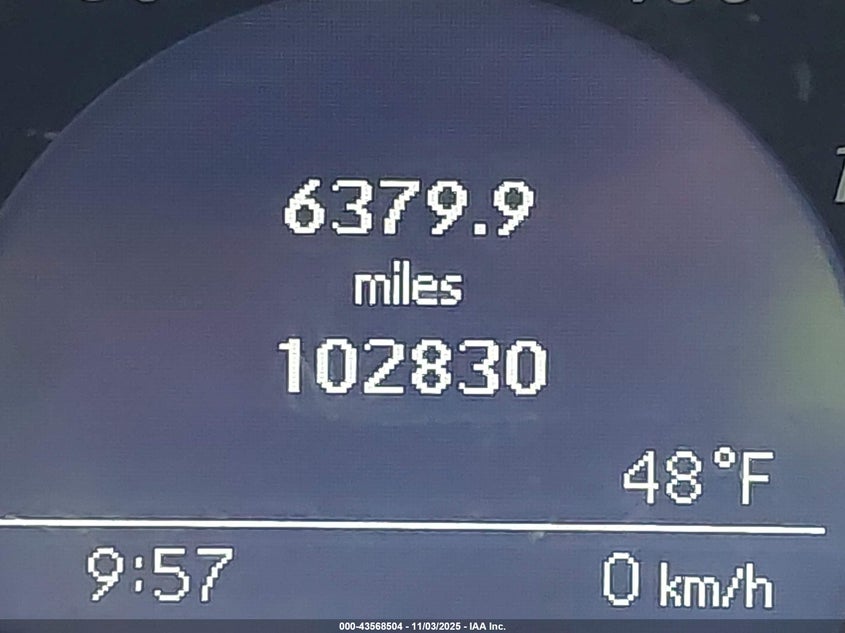 6379.9
miles
102830
48°F
9:57 0 km/h
000-43568504 - 11/03/2025 - IAA Inc.